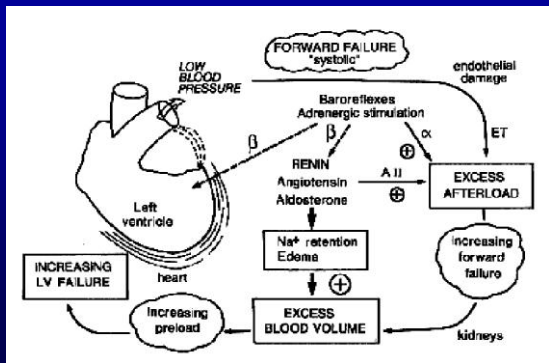 FORWARD FAILURE
"systolic"
LOW
BLOOD
PRESSURE
endothelial
damage
Baroreflexes
Adrenergic stimulation
β
β
α
ET
⊕
RENIN
Angiotensin
Aldosterone
A II
⊕
EXCESS
AFTERLOAD
Left
ventricle
heart
Na+ retention
Edema
Increasing
forward
failure
INCREASING
LV FAILURE
⊕
Increasing
preload
EXCESS
BLOOD VOLUME
kidneys